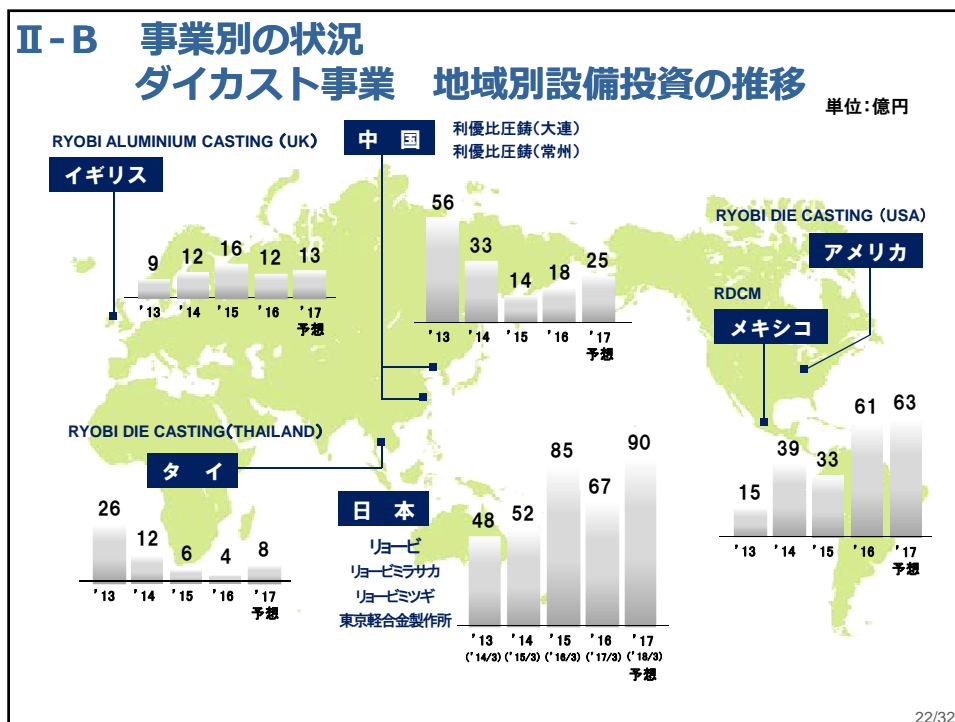 Ⅱ-B 事業別の状況
ダイカスト事業 地域別設備投資の推移
単位:億円
RYOBI ALUMINIUM CASTING (UK)
イギリス
9 12 16 12 13
'13 '14 '15 '16 '17
予想
中 国
利優比圧鋳(大連)
利優比圧鋳(常州)
56 33 14 18 25
'13 '14 '15 '16 '17
予想
RYOBI DIE CASTING (USA)
アメリカ
RDCM
メキシコ
15 39 33 61 63
'13 '14 '15 '16 '17
予想
RYOBI DIE CASTING(THAILAND)
タ イ
26 12 6 4 8
'13 '14 '15 '16 '17
予想
日 本
リョービ
リョービミラサカ
リョービミツギ
東京軽合金製作所
48 52 85 67 90
'13 '14 '15 '16 '17
('14/3) ('15/3) ('16/3) ('17/3) ('18/3)
予想
22/32